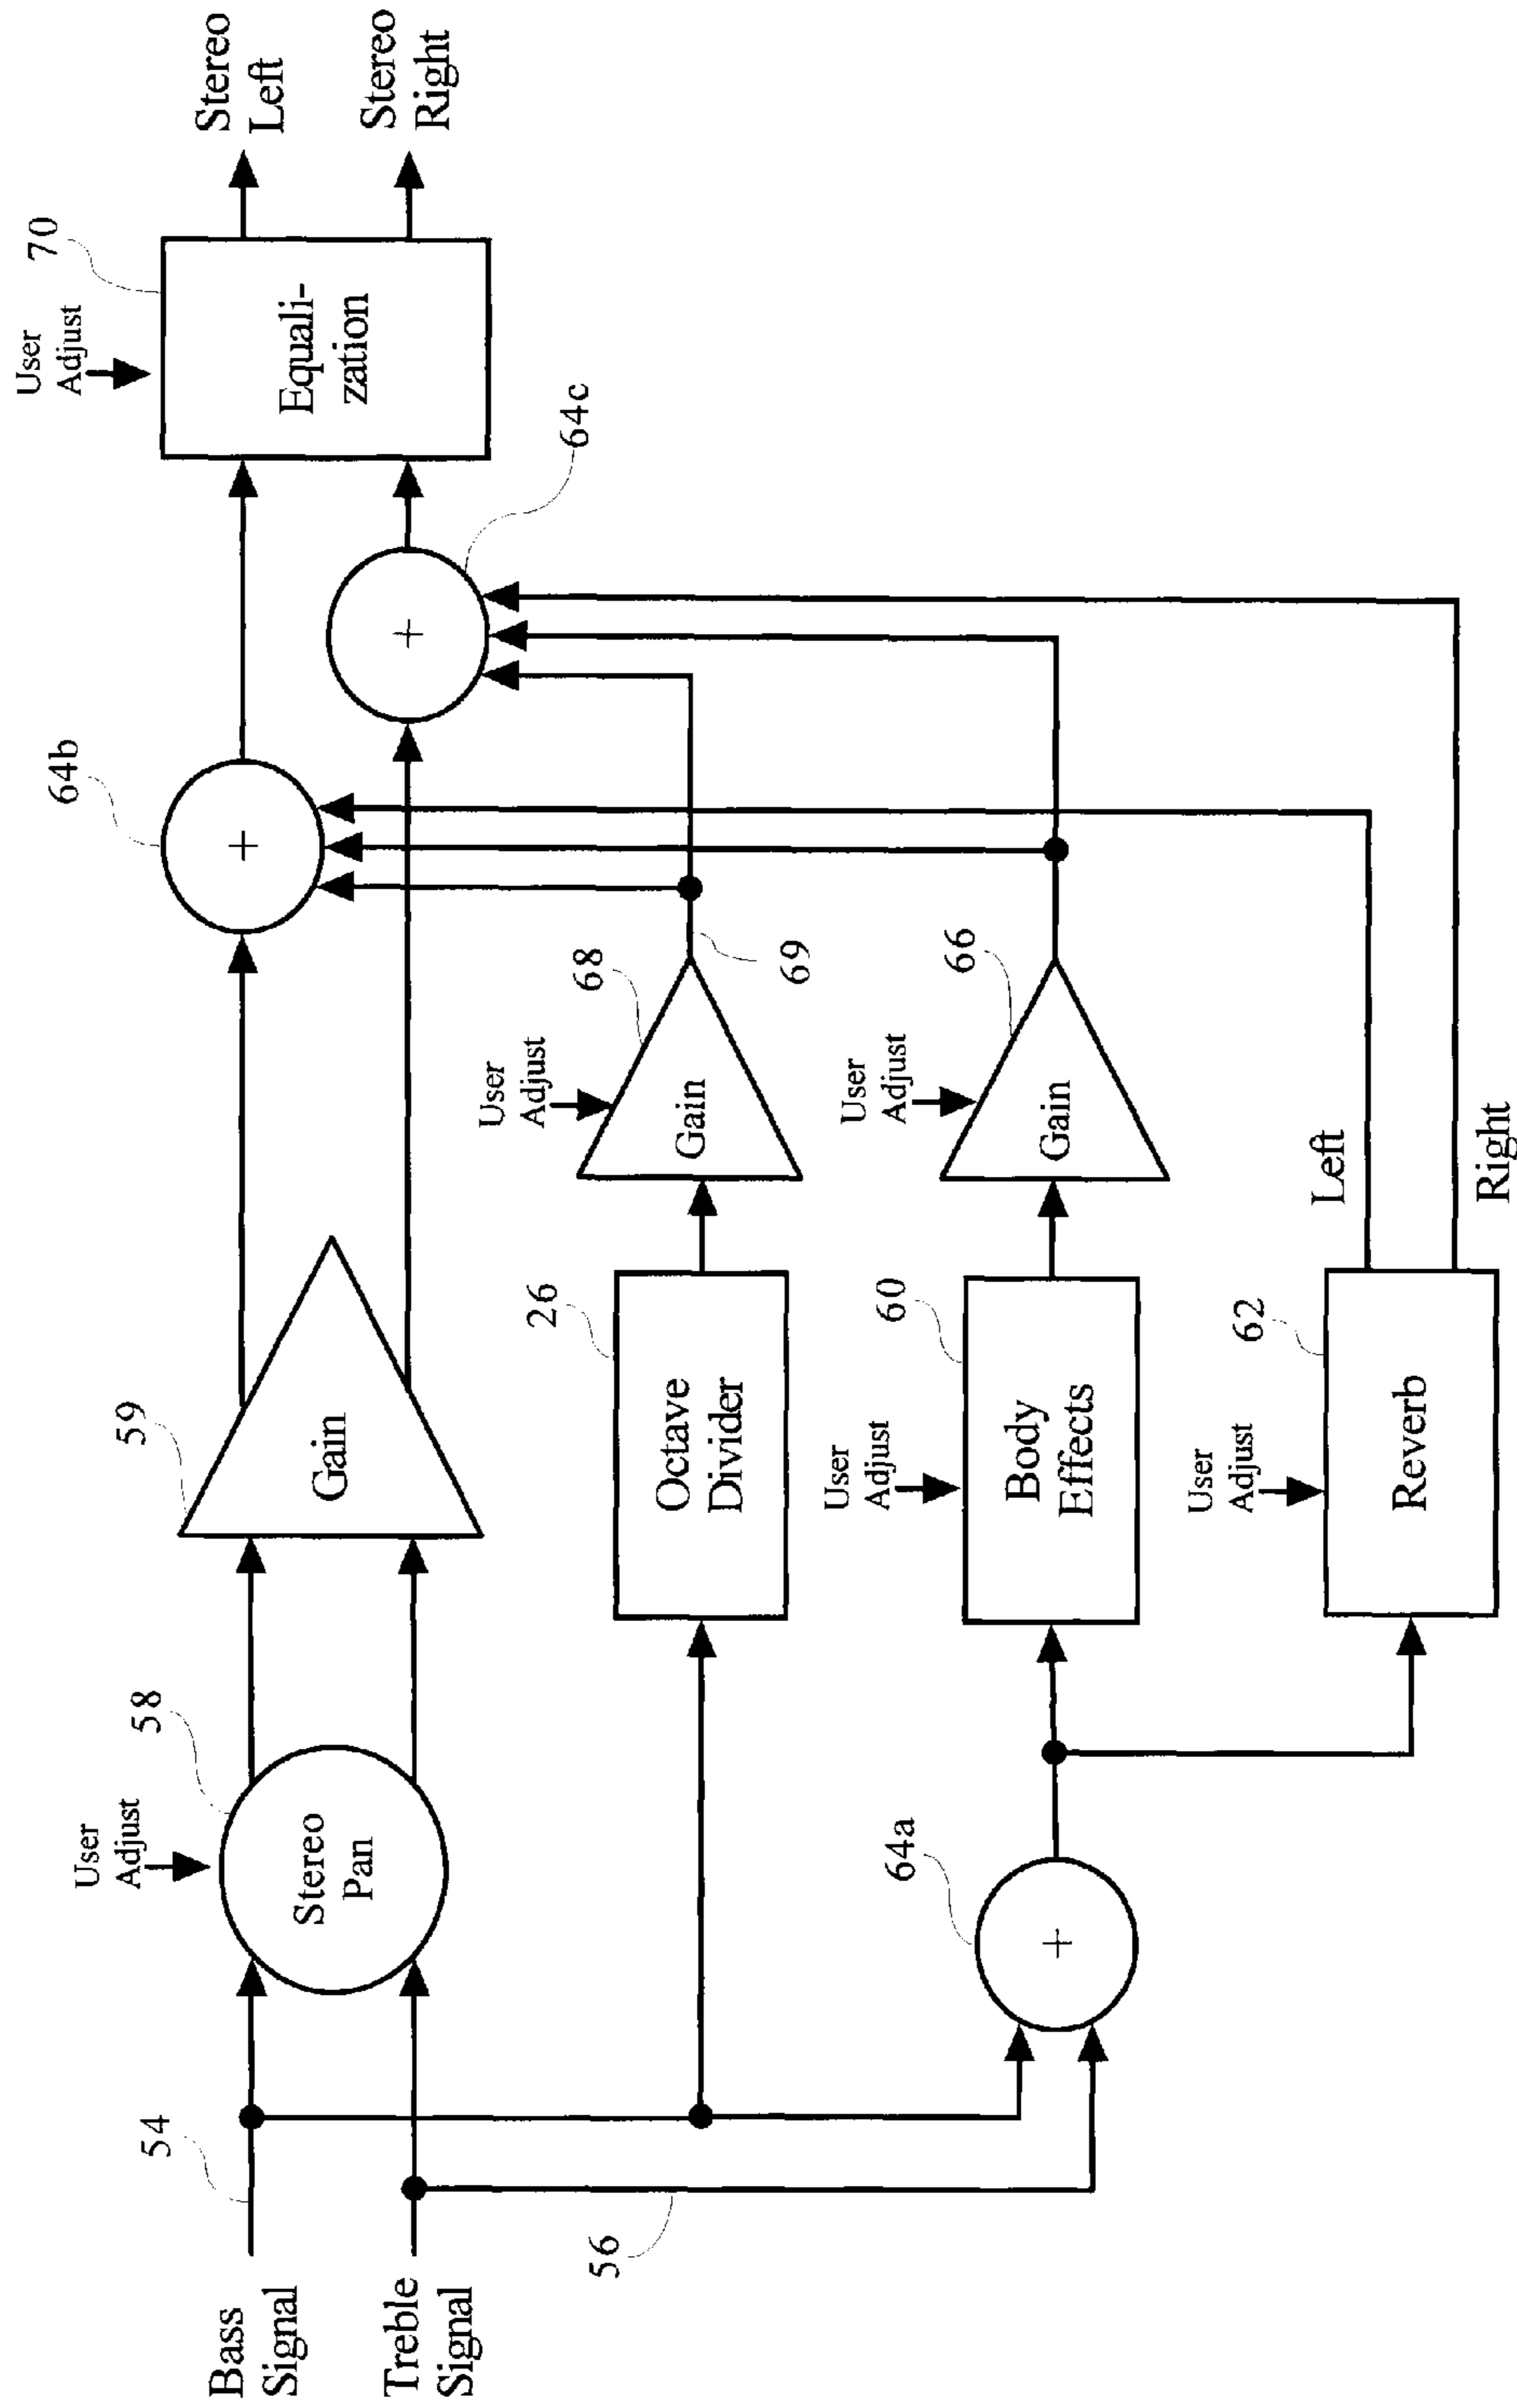 Bass
Signal
Treble
Signal
54
56
User
Adjust
58
Stereo
Pan
59
Gain
64b
+
64c
+
User
Adjust
70
Equali-
zation
Stereo
Left
Stereo
Right
26
Octave
Divider
User
Adjust
68
Gain
69
64a
+
User
Adjust
60
Body
Effects
User
Adjust
66
Gain
User
Adjust
62
Reverb
Left
Right